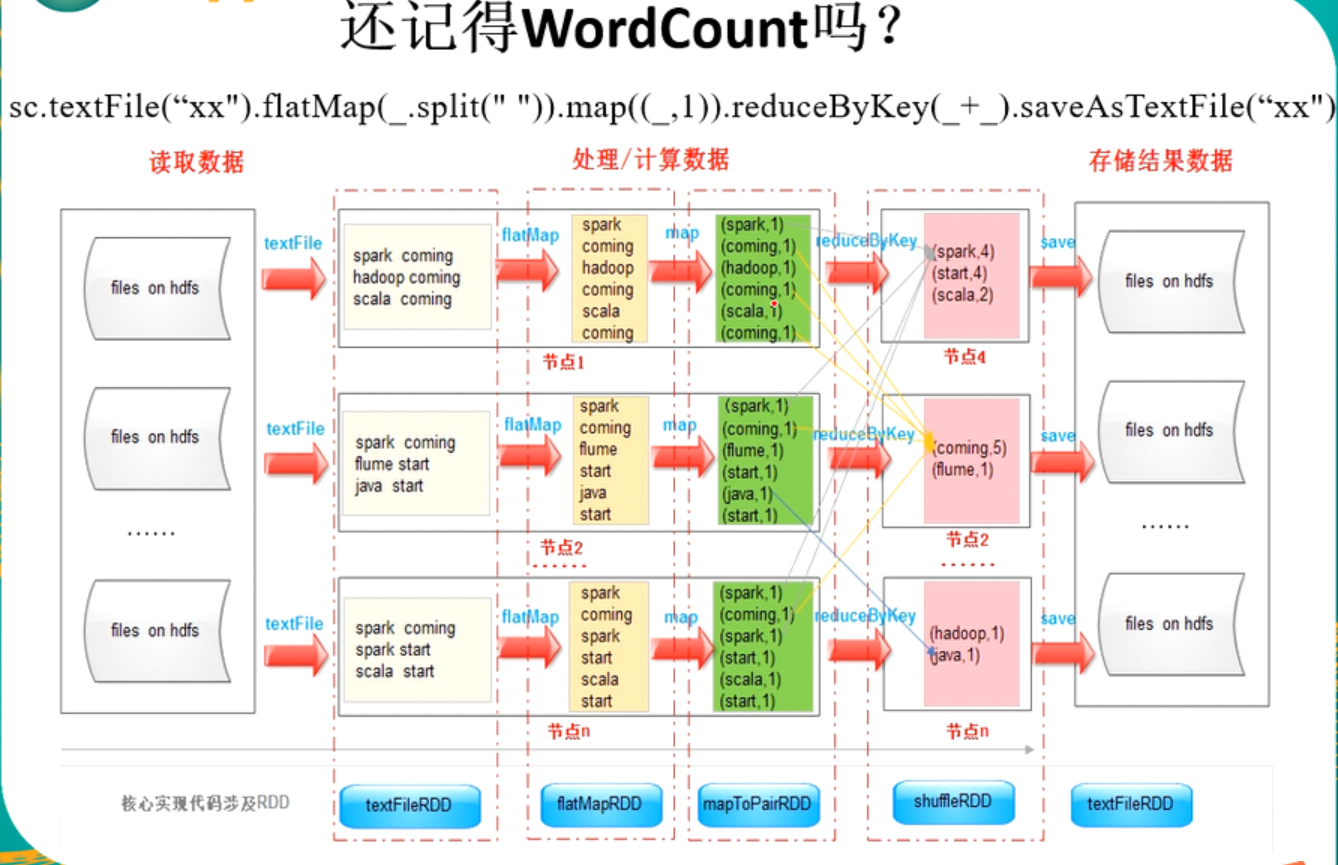 还记得WordCount吗？
sc.textFile(“xx").flatMap(_.split(" ")).map((_,1)).reduceByKey(_+_).saveAsTextFile(“xx")
读取数据
处理/计算数据
存储结果数据
files on hdfs
textFile
spark coming
hadoop coming
scala coming
flatMap
spark
coming
hadoop
coming
scala
coming
map
(spark,1)
(coming,1)
(hadoop,1)
(coming,1)
(scala,1)
(coming,1)
reduceByKey
(spark,4)
(start,4)
(scala,2)
save
files on hdfs
节点1
节点4
files on hdfs
textFile
spark coming
flume start
java start
flatMap
spark
coming
flume
start
java
start
map
(spark,1)
(coming,1)
(flume,1)
(start,1)
(java,1)
(start,1)
reduceByKey
(coming,5)
(flume,1)
save
files on hdfs
......
节点2
......
节点2
......
......
files on hdfs
textFile
spark coming
spark start
scala start
flatMap
spark
coming
spark
start
scala
start
map
(spark,1)
(coming,1)
(spark,1)
(start,1)
(scala,1)
(start,1)
reduceByKey
(hadoop,1)
(java,1)
save
files on hdfs
节点n
节点n
核心实现代码涉及RDD
textFileRDD
flatMapRDD
mapToPairRDD
shuffleRDD
textFileRDD